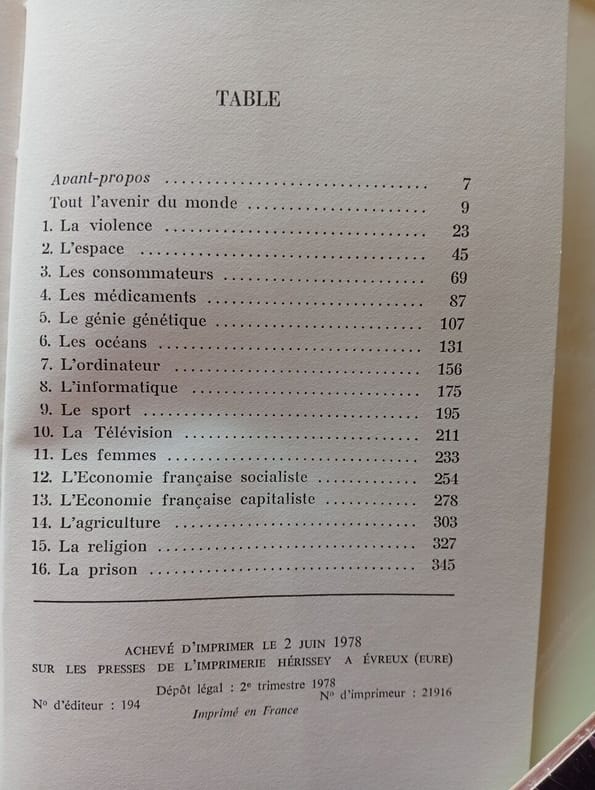 TABLE
Avant-propos .............................. 7
Tout l'avenir du monde ..................... 9
1. La violence .............................. 23
2. L'espace ................................ 45
3. Les consommateurs ....................... 69
4. Les médicaments ......................... 87
5. Le génie génétique ........................ 107
6. Les océans .............................. 131
7. L'ordinateur ............................ 156
8. L'informatique .......................... 175
9. Le sport ................................ 195
10. La Télévision ........................... 211
11. Les femmes ............................. 233
12. L'Economie française socialiste ............ 254
13. L'Economie française capitaliste ........... 278
14. L'agriculture ............................ 303
15. La religion .............................. 327
16. La prison ............................... 345
ACHEVÉ D'IMPRIMER LE 2 JUIN 1978
SUR LES PRESSES DE L'IMPRIMERIE HÉRISSEY A ÉVREUX (EURE)
Dépôt légal : 2e trimestre 1978
N° d'éditeur : 194 N° d'imprimeur : 21916
Imprimé en France